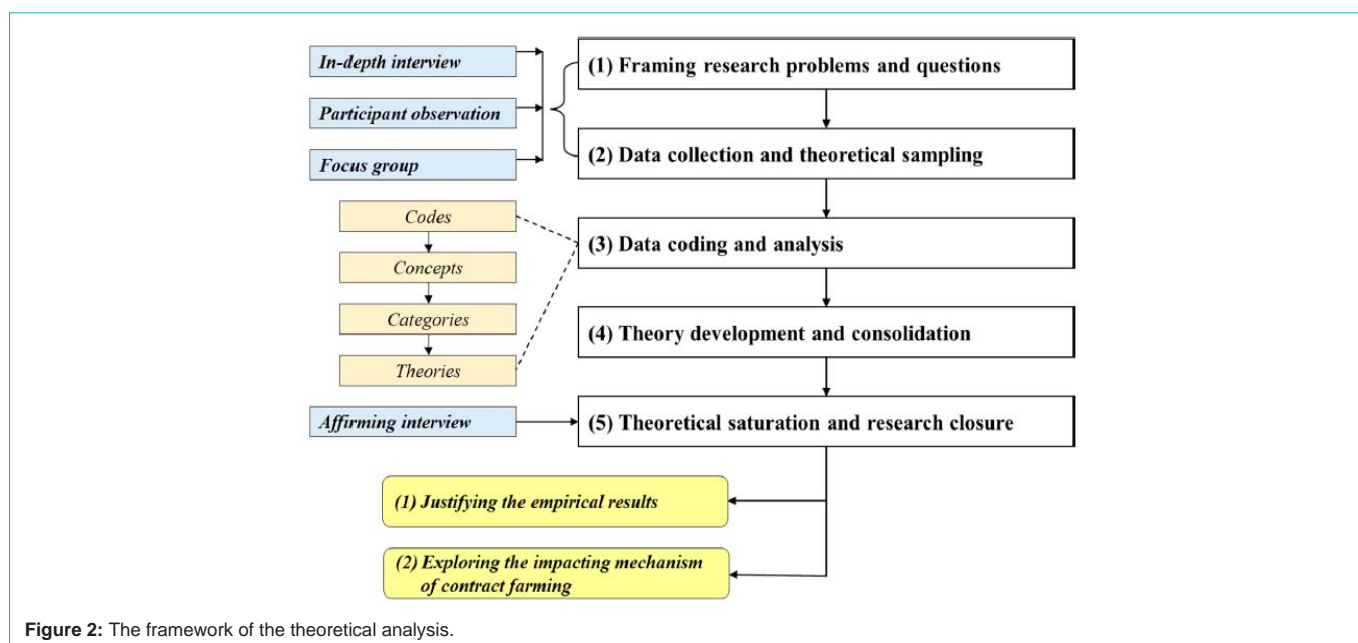 In-depth interview
Participant observation
Focus group
(1) Framing research problems and questions
(2) Data collection and theoretical sampling
Codes
Concepts
Categories
Theories
(3) Data coding and analysis
(4) Theory development and consolidation
Affirming interview
(5) Theoretical saturation and research closure
(1) Justifying the empirical results
(2) Exploring the impacting mechanism
of contract farming
Figure 2: The framework of the theoretical analysis.